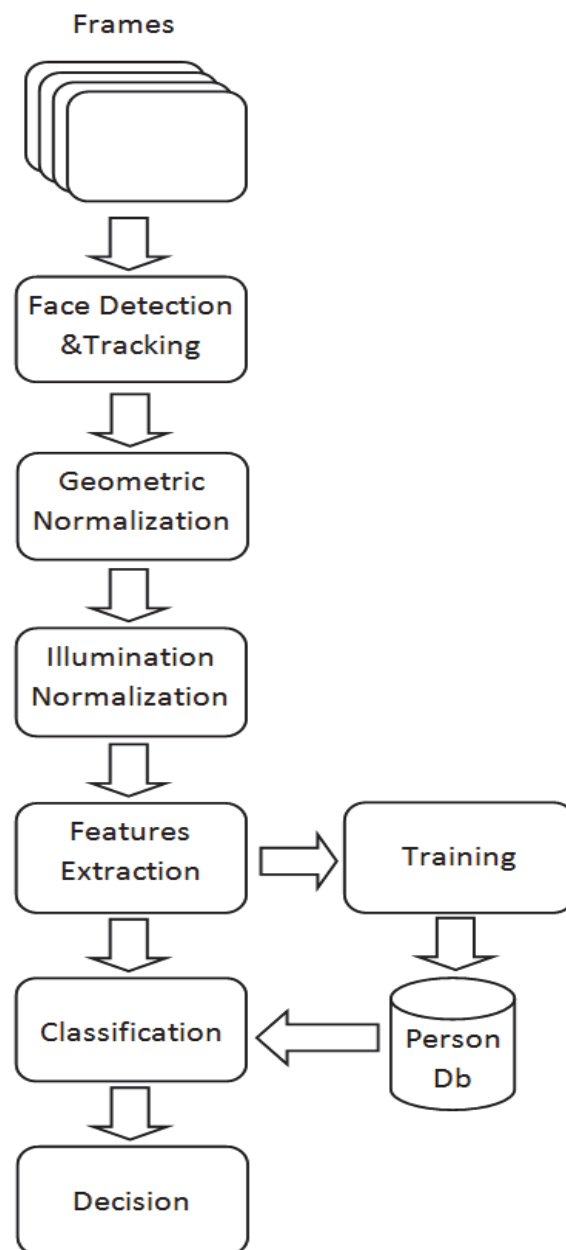 Frames
Face Detection
&Tracking
Geometric
Normalization
Illumination
Normalization
Features
Extraction
Training
Classification
Person
Db
Decision